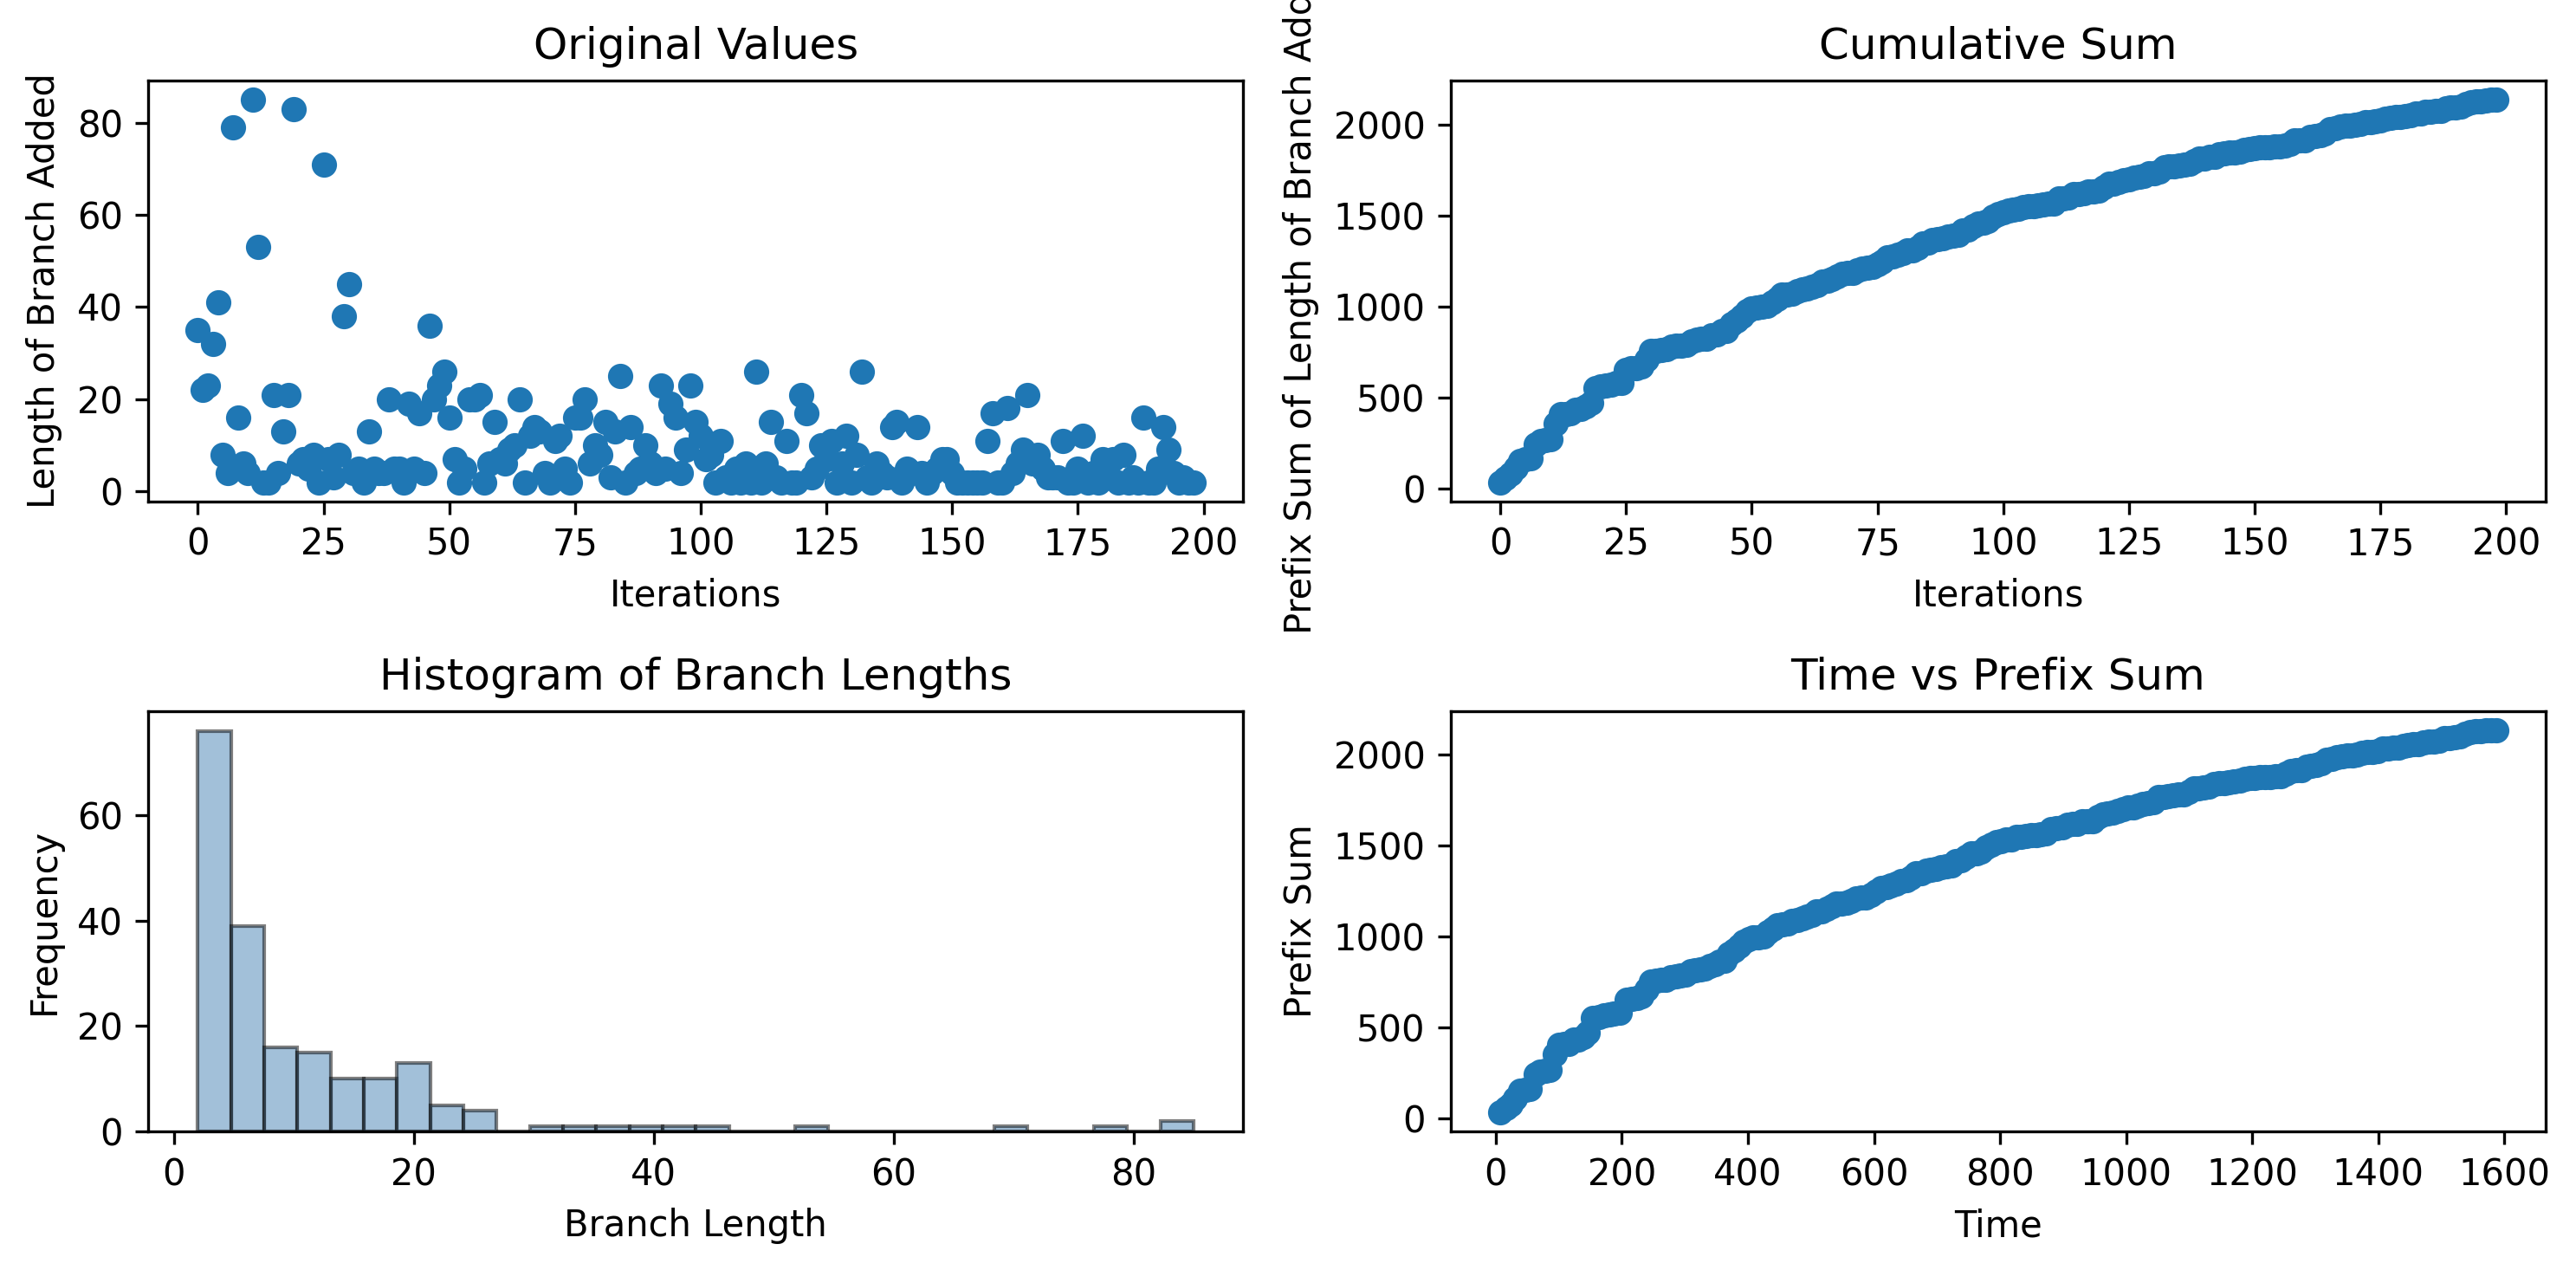 Original Values
Length of Branch Added
80
60
40
20
0
0 25 50 75 100 125 150 175 200
Iterations
Cumulative Sum
Prefix Sum of Length of Branch Add
2000
1500
1000
500
0
0 25 50 75 100 125 150 175 200
Iterations
Histogram of Branch Lengths
Frequency
60
40
20
0
0 20 40 60 80
Branch Length
Time vs Prefix Sum
Prefix Sum
2000
1500
1000
500
0
0 200 400 600 800 1000 1200 1400 1600
Time